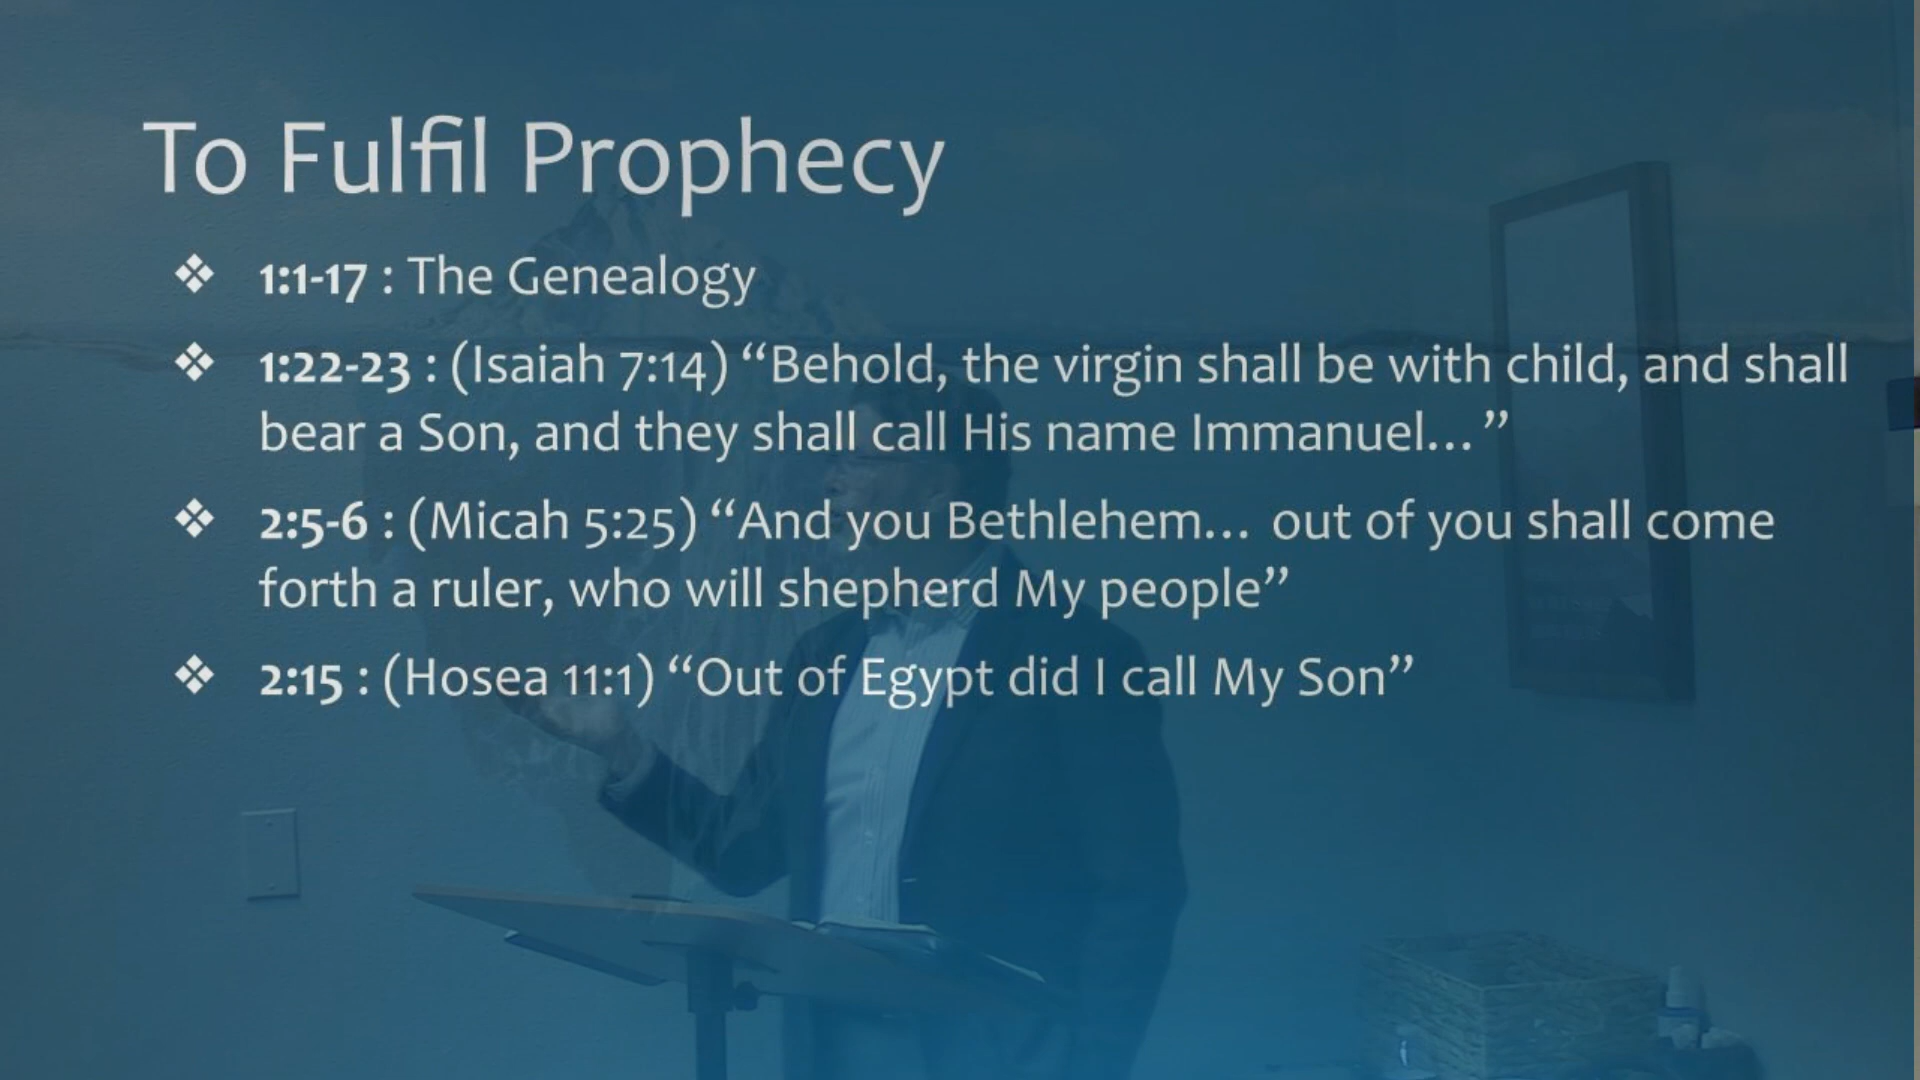 To Fulfil Prophecy
❖ 1:1-17 : The Genealogy
❖ 1:22-23 : (Isaiah 7:14) “Behold, the virgin shall be with child, and shall
bear a Son, and they shall call His name Immanuel…”
❖ 2:5-6 : (Micah 5:25) “And you Bethlehem… out of you shall come
forth a ruler, who will shepherd My people”
❖ 2:15 : (Hosea 11:1) “Out of Egypt did I call My Son”